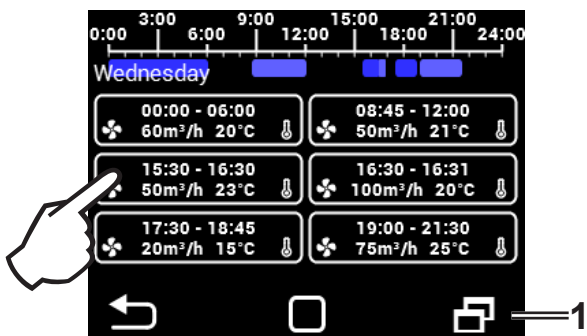 3:00 9:00 15:00 21:00
0:00 6:00 12:00 18:00 24:00
Wednesday
00:00 - 06:00
60m³/h 20°C
08:45 - 12:00
50m³/h 21°C
15:30 - 16:30
50m³/h 23°C
16:30 - 16:31
100m³/h 20°C
17:30 - 18:45
20m³/h 15°C
19:00 - 21:30
75m³/h 25°C
1